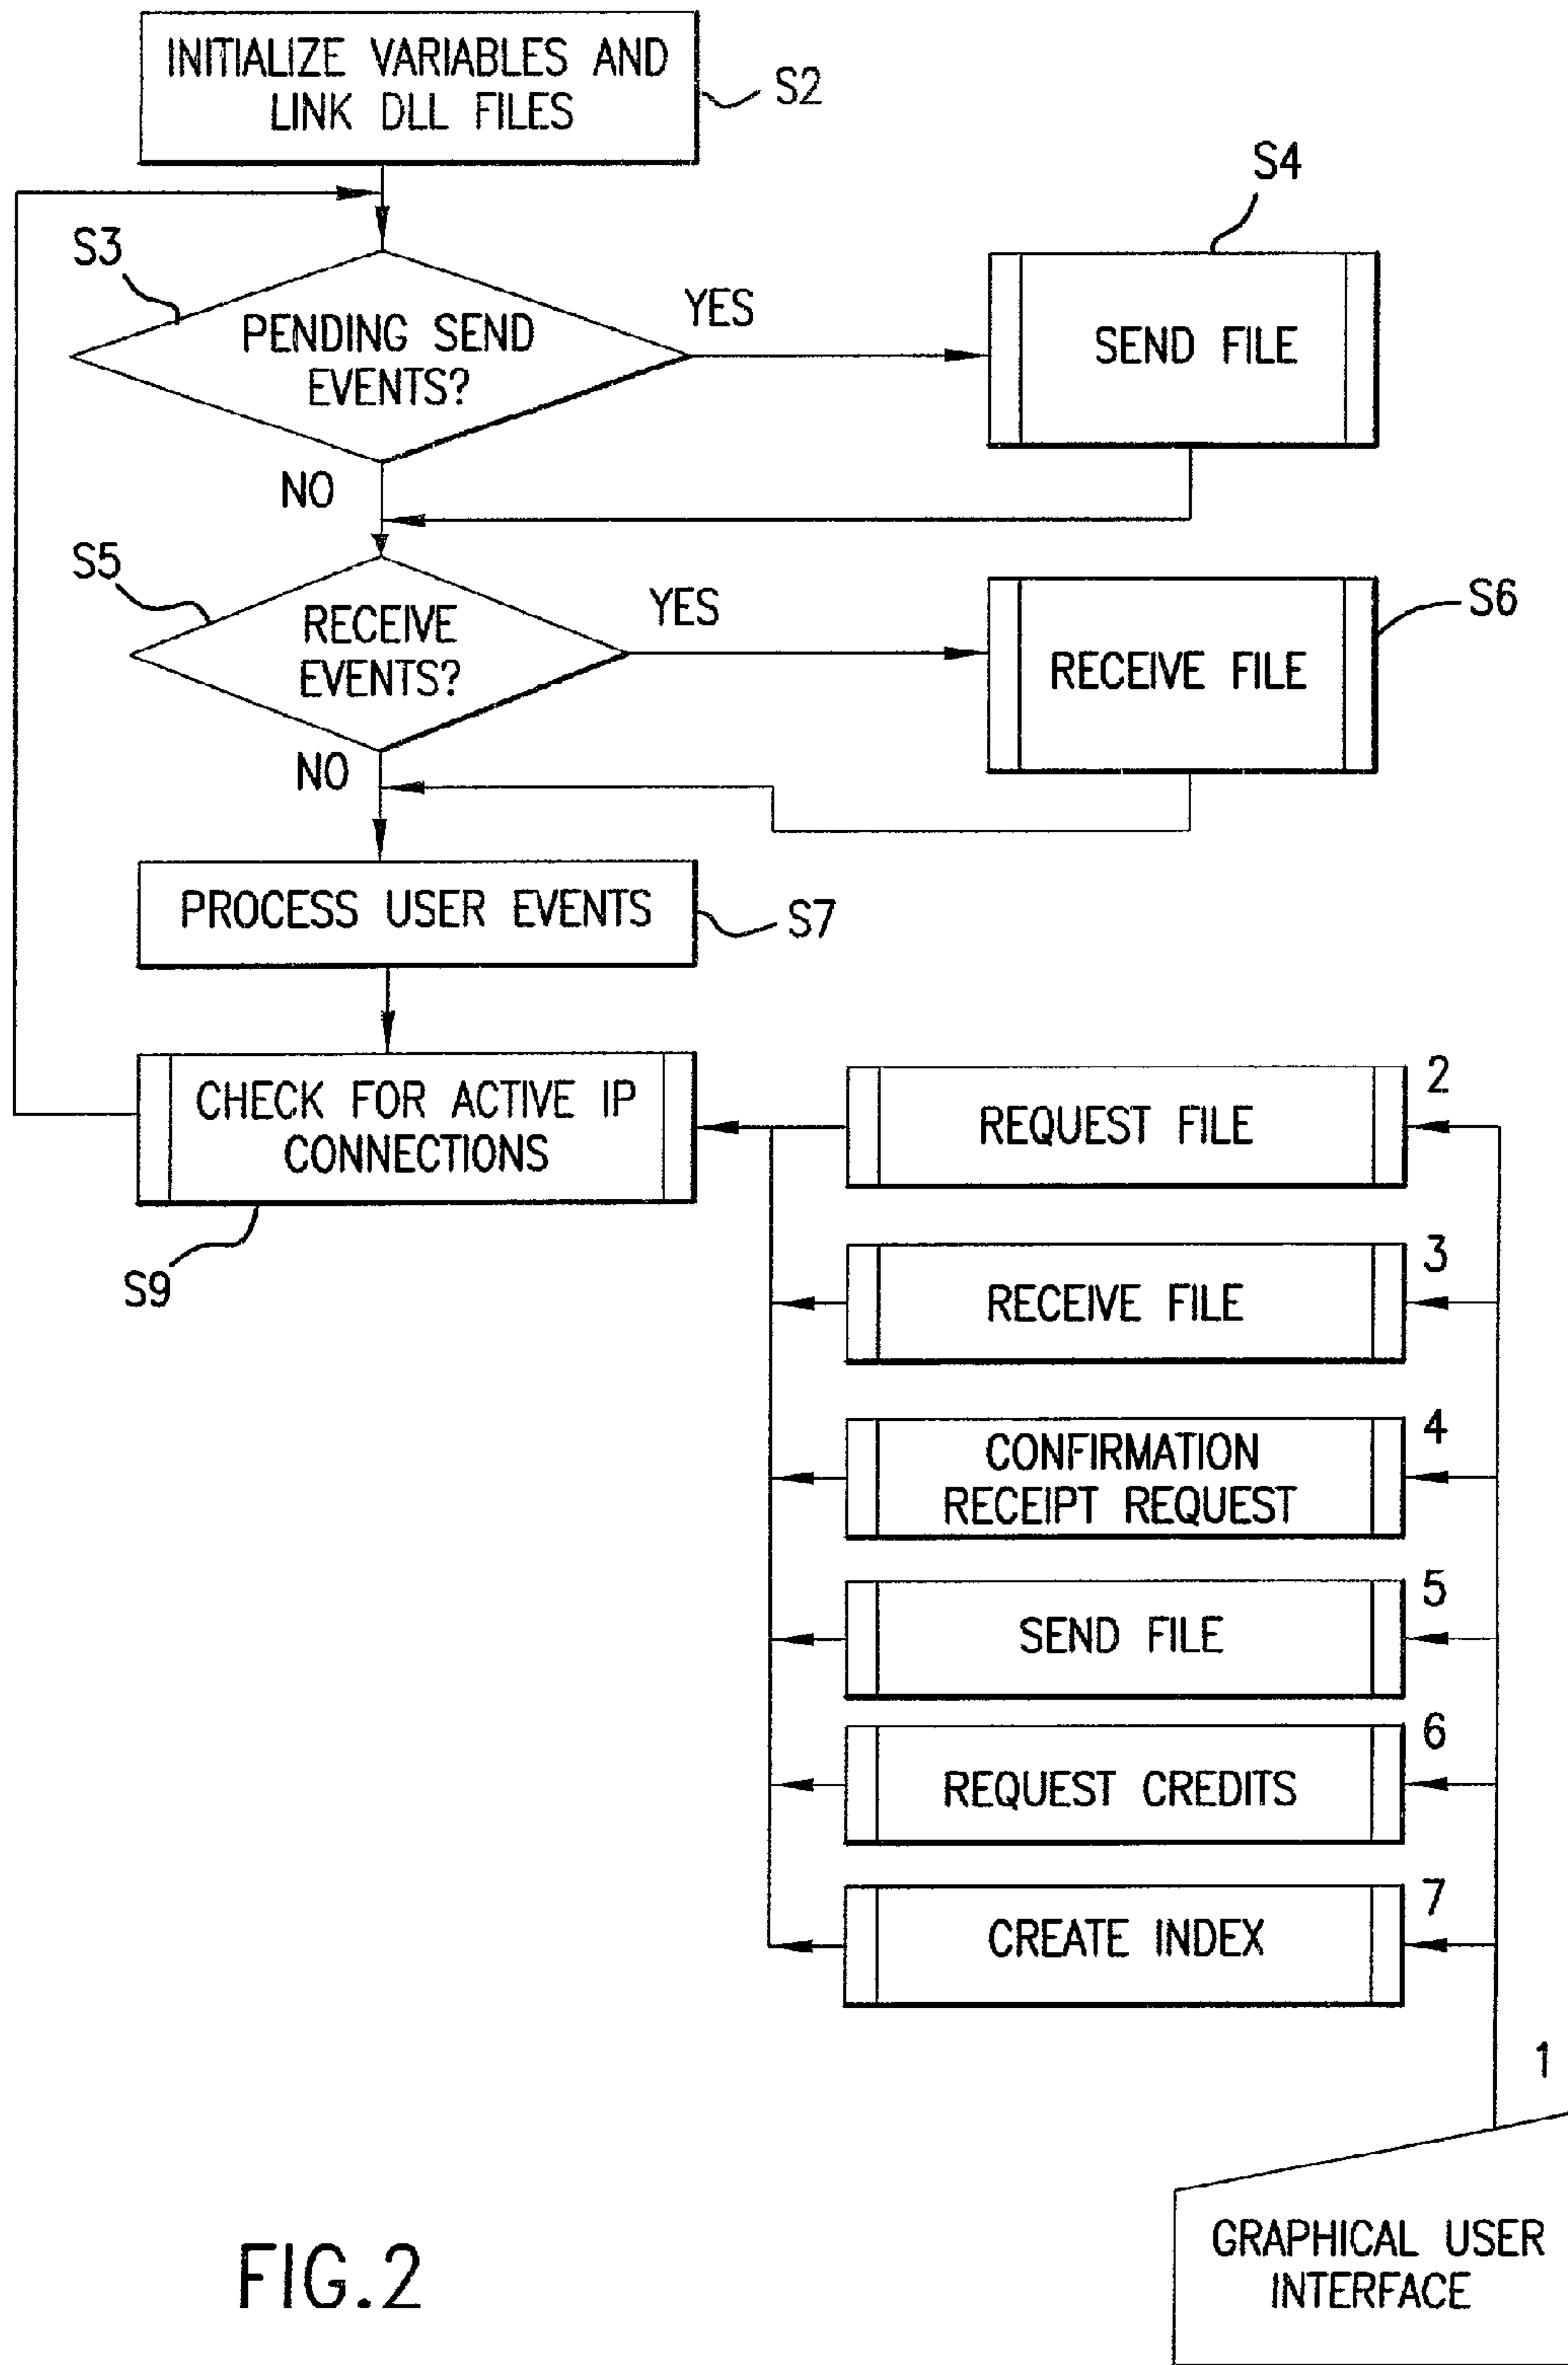 INITIALIZE VARIABLES AND
LINK DLL FILES
S2
S4
S3
PENDING SEND
EVENTS?
YES
SEND FILE
NO
S5
RECEIVE
EVENTS?
YES
RECEIVE FILE
S6
NO
PROCESS USER EVENTS
S7
CHECK FOR ACTIVE IP
CONNECTIONS
S9
2
REQUEST FILE
3
RECEIVE FILE
4
CONFIRMATION
RECEIPT REQUEST
5
SEND FILE
6
REQUEST CREDITS
7
CREATE INDEX
1
GRAPHICAL USER
INTERFACE
FIG.2